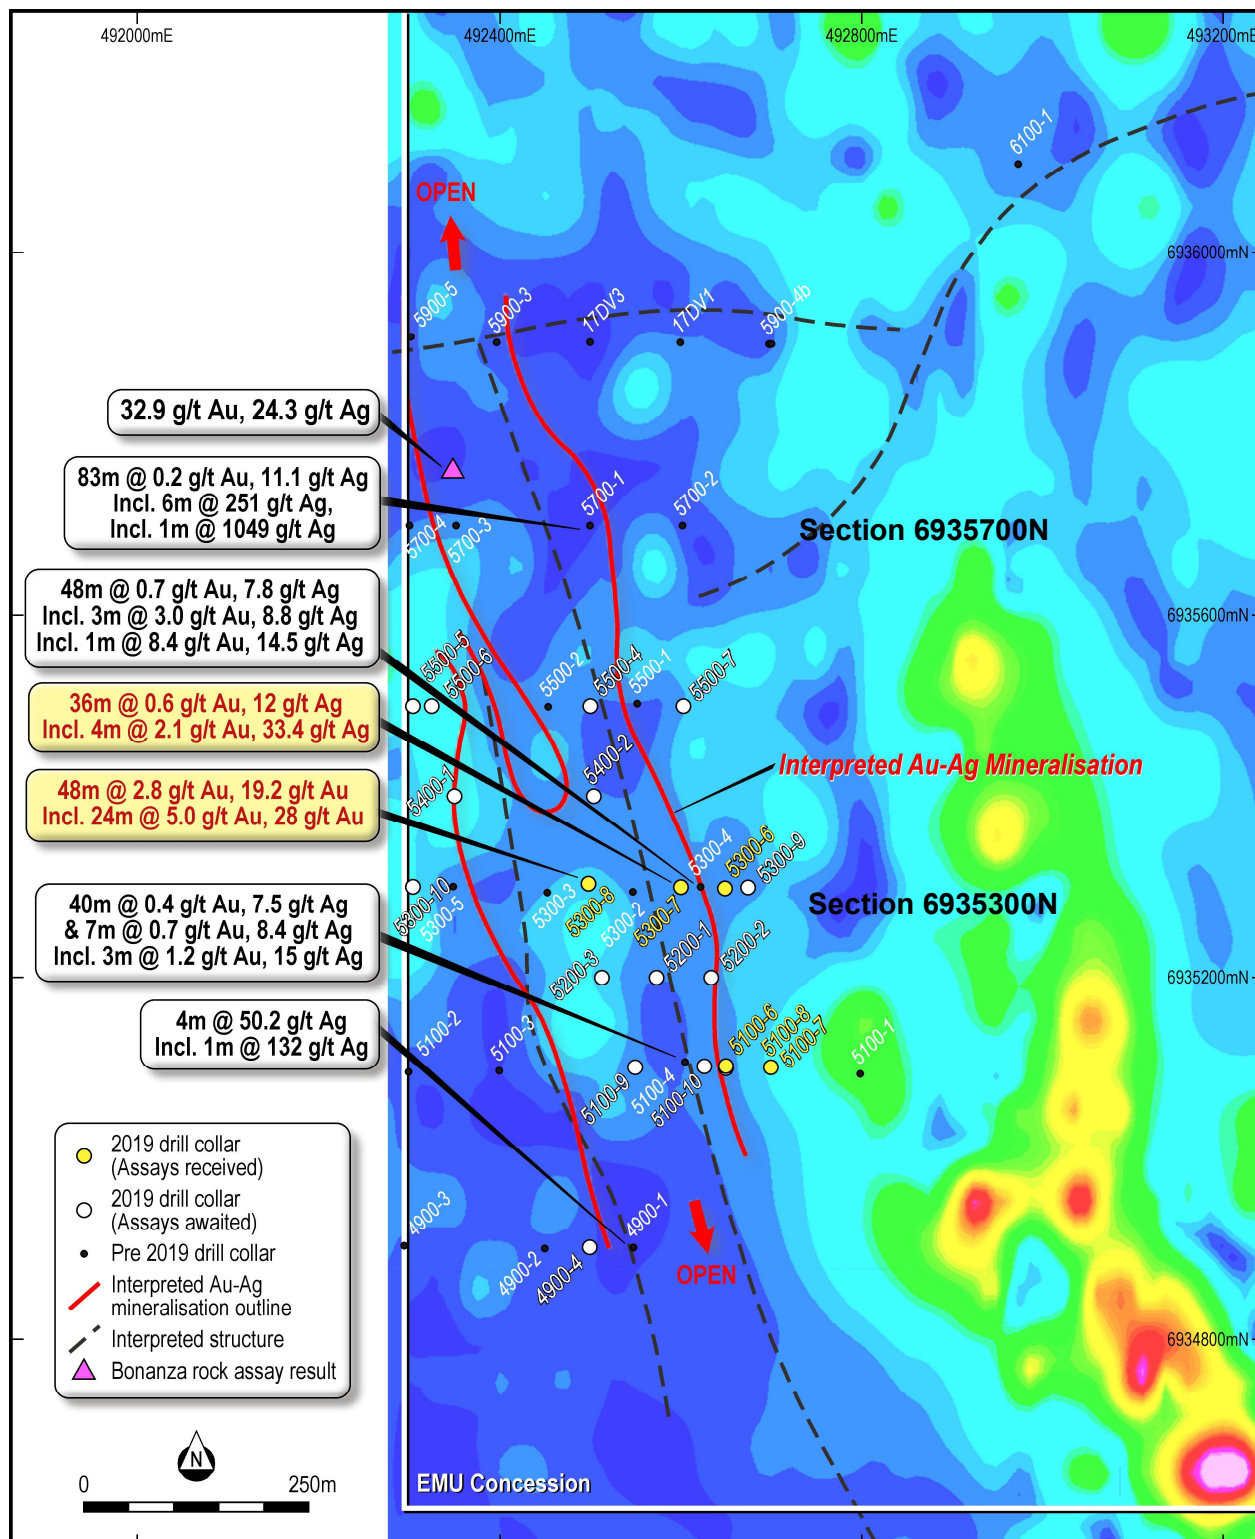 492000mE
492400mE
492800mE
493200mE
6100-1
OPEN
6936000mN
5900-5
5900-3
17DV3
17DV1
5900-4b
32.9 g/t Au, 24.3 g/t Ag
83m @ 0.2 g/t Au, 11.1 g/t Ag
Incl. 6m @ 251 g/t Ag,
Incl. 1m @ 1049 g/t Ag
5700-4
5700-3
5700-1
5700-2
Section 6935700N
48m @ 0.7 g/t Au, 7.8 g/t Ag
Incl. 3m @ 3.0 g/t Au, 8.8 g/t Ag
Incl. 1m @ 8.4 g/t Au, 14.5 g/t Ag
6935600mN
5500-5
5500-6
5500-2
5500-4
5500-1
5500-7
36m @ 0.6 g/t Au, 12 g/t Ag
Incl. 4m @ 2.1 g/t Au, 33.4 g/t Ag
5400-1
5400-2
Interpreted Au-Ag Mineralisation
48m @ 2.8 g/t Au, 19.2 g/t Au
Incl. 24m @ 5.0 g/t Au, 28 g/t Au
5300-10
5300-5
5300-3
5300-8
5300-2
5300-7
5300-4
5300-6
5300-9
Section 6935300N
40m @ 0.4 g/t Au, 7.5 g/t Ag
& 7m @ 0.7 g/t Au, 8.4 g/t Ag
Incl. 3m @ 1.2 g/t Au, 15 g/t Ag
5200-3
5200-1
5200-2
6935200mN
4m @ 50.2 g/t Ag
Incl. 1m @ 132 g/t Ag
5100-2
5100-3
5100-9
5100-4
5100-10
5100-6
5100-8
5100-7
5100-1
2019 drill collar
(Assays received)
2019 drill collar
(Assays awaited)
Pre 2019 drill collar
Interpreted Au-Ag
mineralisation outline
Interpreted structure
Bonanza rock assay result
4900-3
4900-2
4900-4
4900-1
OPEN
6934800mN
N
0
250m
EMU Concession